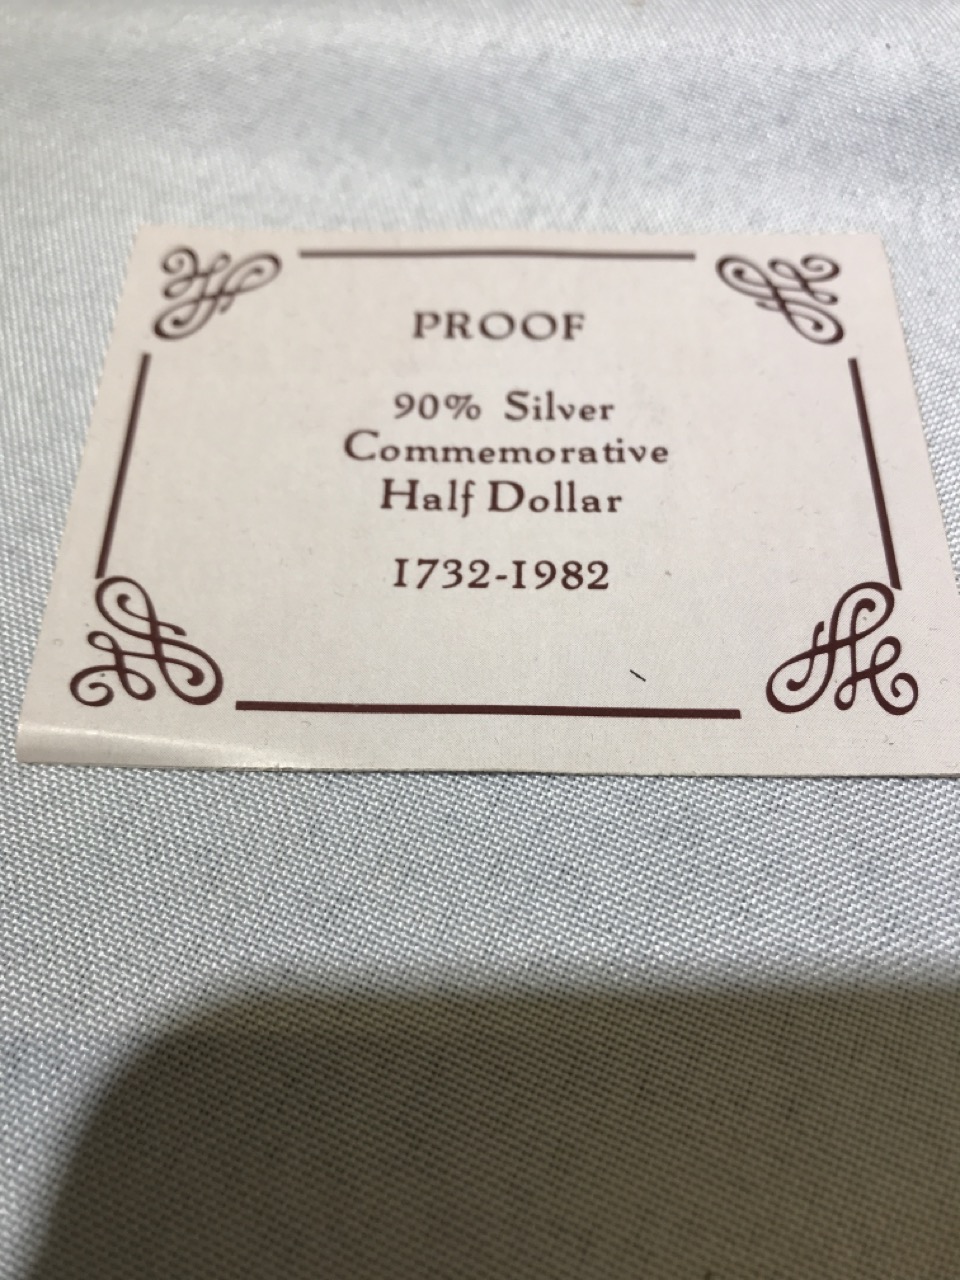 PROOF
90% Silver
Commemorative
Half Dollar
1732-1982